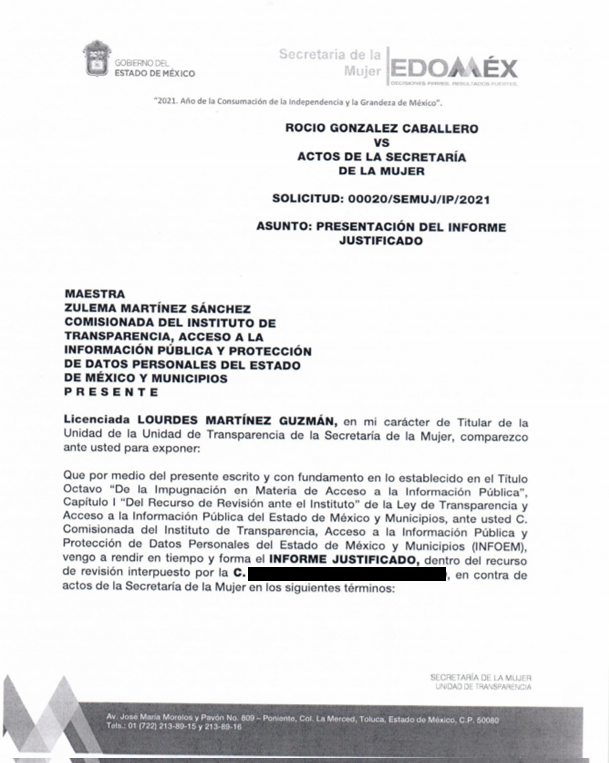 GOBIERNO DEL
ESTADO DE MÉXICO
Secretaría de la
Mujer
EDOMÉX
DECISIONES FIRMES, RESULTADOS FUERTES.
"2021. Año de la Consumación de la Independencia y la Grandeza de México".
ROCIO GONZALEZ CABALLERO
VS
ACTOS DE LA SECRETARÍA
DE LA MUJER
SOLICITUD: 00020/SEMUJ/IP/2021
ASUNTO: PRESENTACIÓN DEL INFORME
JUSTIFICADO
MAESTRA
ZULEMA MARTÍNEZ SÁNCHEZ
COMISIONADA DEL INSTITUTO DE
TRANSPARENCIA, ACCESO A LA
INFORMACIÓN PÚBLICA Y PROTECCIÓN
DE DATOS PERSONALES DEL ESTADO
DE MÉXICO Y MUNICIPIOS
P R E S E N T E
Licenciada LOURDES MARTÍNEZ GUZMÁN, en mi carácter de Titular de la
Unidad de la Unidad de Transparencia de la Secretaría de la Mujer, comparezco
ante usted para exponer:
Que por medio del presente escrito y con fundamento en lo establecido en el Título
Octavo "De la Impugnación en Materia de Acceso a la Información Pública",
Capítulo I "Del Recurso de Revisión ante el Instituto" de la Ley de Transparencia y
Acceso a la Información Pública del Estado de México y Municipios, ante usted C.
Comisionada del Instituto de Transparencia, Acceso a la Información Pública y
Protección de Datos Personales del Estado de México y Municipios (INFOEM),
vengo a rendir en tiempo y forma el INFORME JUSTIFICADO, dentro del recurso
de revisión interpuesto por la C. , en contra de
actos de la Secretaría de la Mujer en los siguientes términos:
SECRETARÍA DE LA MUJER
UNIDAD DE TRANSPARENCIA
Av. José María Morelos y Pavón No. 809 – Poniente, Col. La Merced, Toluca, Estado de México, C.P. 50080
Tels.: 01 (722) 213-89-15 y 213-89-16